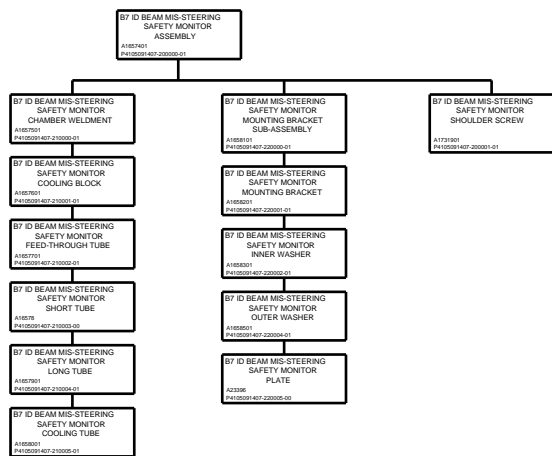 B7 ID BEAM MIS-STEERING
SAFETY MONITOR
ASSEMBLY
A1657401
P4105091407-200000-01
B7 ID BEAM MIS-STEERING
SAFETY MONITOR
CHAMBER WELDMENT
A1657501
P4105091407-210000-01
B7 ID BEAM MIS-STEERING
SAFETY MONITOR
COOLING BLOCK
A1657601
P4105091407-210001-01
B7 ID BEAM MIS-STEERING
SAFETY MONITOR
FEED-THROUGH TUBE
A1657701
P4105091407-210002-01
B7 ID BEAM MIS-STEERING
SAFETY MONITOR
SHORT TUBE
A16578
P4105091407-210003-00
B7 ID BEAM MIS-STEERING
SAFETY MONITOR
LONG TUBE
A1657901
P4105091407-210004-01
B7 ID BEAM MIS-STEERING
SAFETY MONITOR
COOLING TUBE
A1658001
P4105091407-210005-01
B7 ID BEAM MIS-STEERING
SAFETY MONITOR
MOUNTING BRACKET
SUB-ASSEMBLY
A1658101
P4105091407-220000-01
B7 ID BEAM MIS-STEERING
SAFETY MONITOR
MOUNTING BRACKET
A1658201
P4105091407-220001-01
B7 ID BEAM MIS-STEERING
SAFETY MONITOR
INNER WASHER
A1658301
P4105091407-220002-01
B7 ID BEAM MIS-STEERING
SAFETY MONITOR
OUTER WASHER
A1658501
P4105091407-220004-01
B7 ID BEAM MIS-STEERING
SAFETY MONITOR
PLATE
A23396
P4105091407-220005-00
B7 ID BEAM MIS-STEERING
SAFETY MONITOR
SHOULDER SCREW
A1731901
P4105091407-200001-01